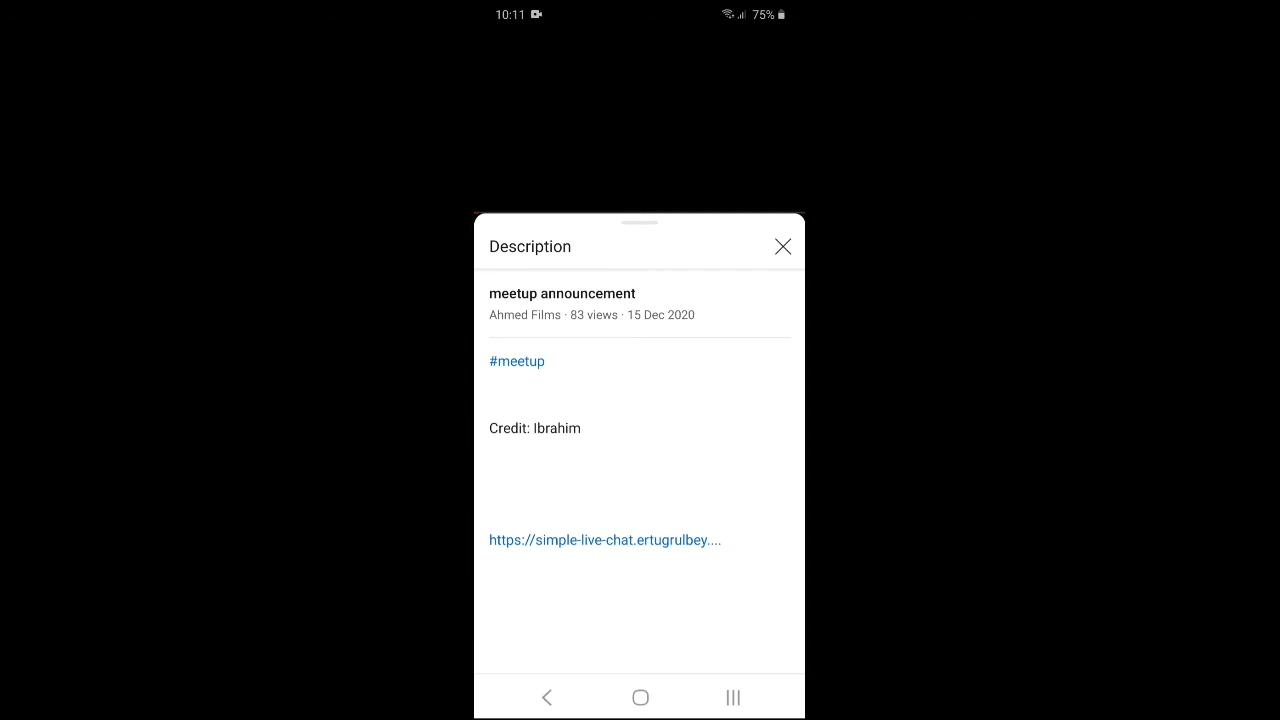 10:11 75%
Description
meetup announcement
Ahmed Films · 83 views · 15 Dec 2020
#meetup
Credit: Ibrahim
https://simple-live-chat.ertugrulbey....